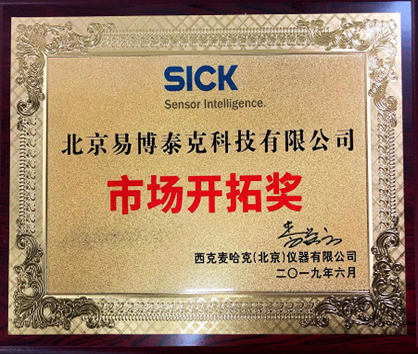 SICK
Sensor Intelligence.
北京易博泰克科技有限公司
市场开拓奖
西克麦哈克(北京)仪器有限公司
二〇一九年六月